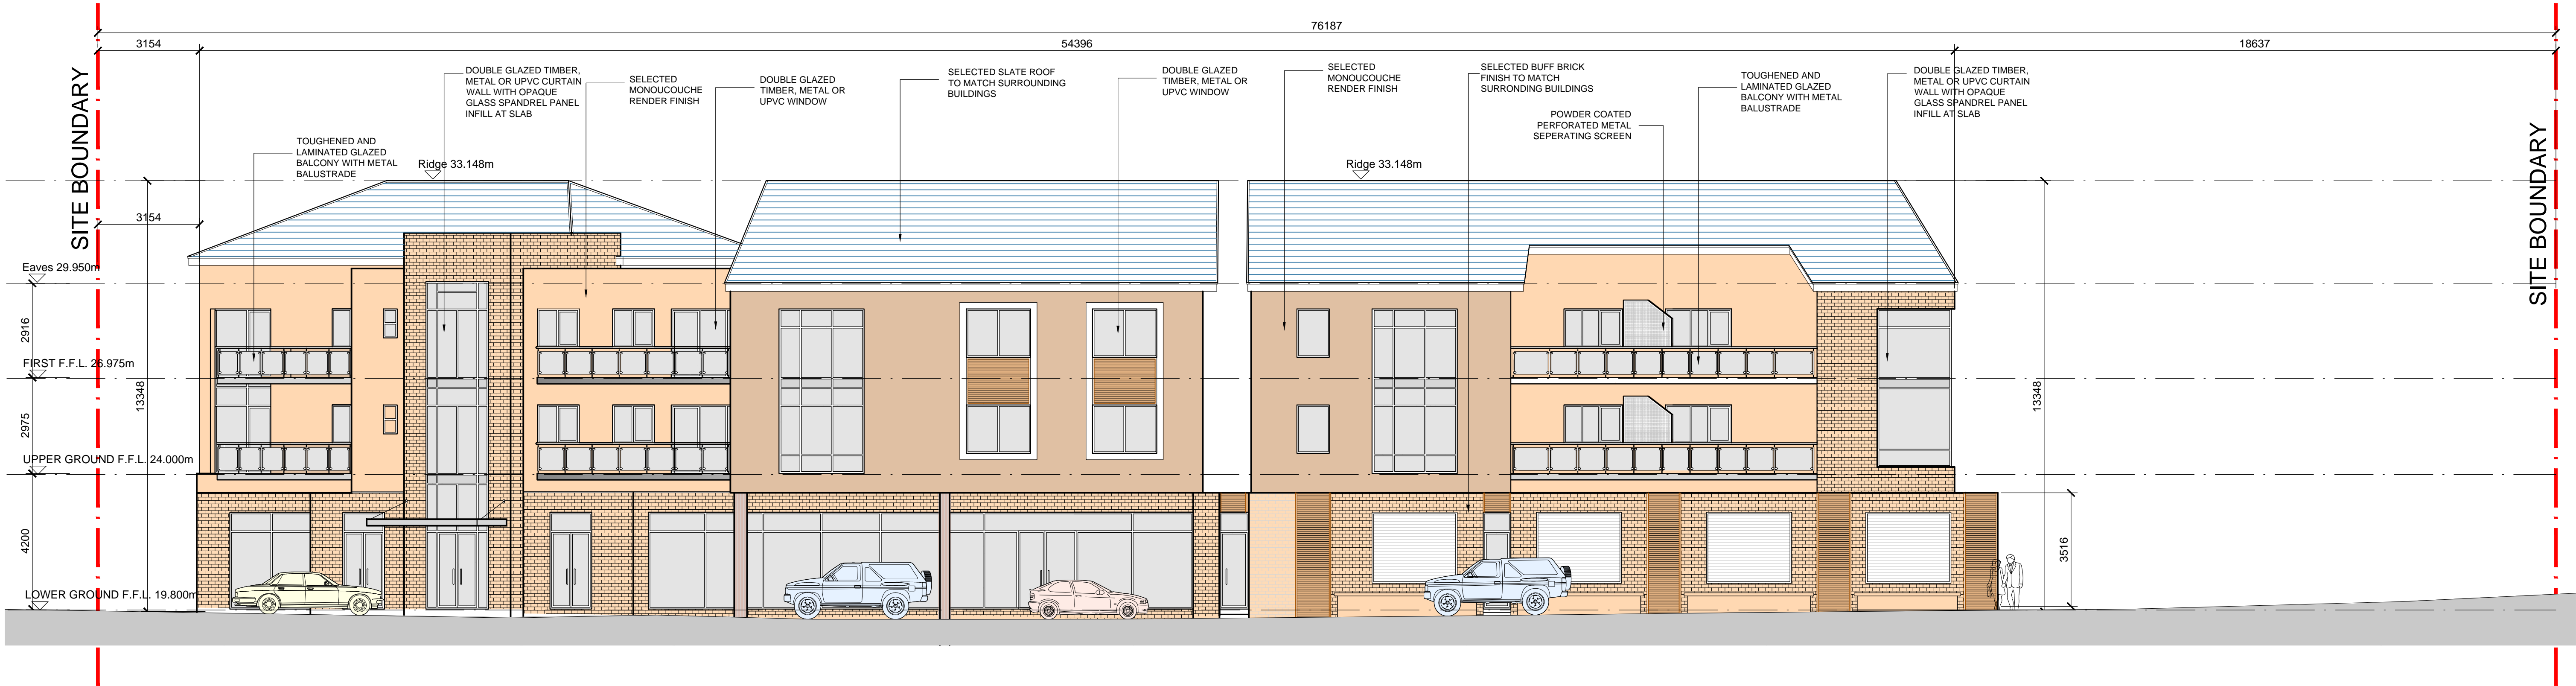 76187
3154
54396
18637
SITE BOUNDARY
TOUGHENED AND
LAMINATED GLAZED
BALCONY WITH METAL
BALUSTRADE
DOUBLE GLAZED TIMBER,
METAL OR UPVC CURTAIN
WALL WITH OPAQUE
GLASS SPANDREL PANEL
INFILL AT SLAB
SELECTED
MONOUCOUCHE
RENDER FINISH
DOUBLE GLAZED
TIMBER, METAL OR
UPVC WINDOW
SELECTED SLATE ROOF
TO MATCH SURROUNDING
BUILDINGS
DOUBLE GLAZED
TIMBER, METAL OR
UPVC WINDOW
SELECTED
MONOUCOUCHE
RENDER FINISH
SELECTED BUFF BRICK
FINISH TO MATCH
SURRONDING BUILDINGS
POWDER COATED
PERFORATED METAL
SEPERATING SCREEN
TOUGHENED AND
LAMINATED GLAZED
BALCONY WITH METAL
BALUSTRADE
DOUBLE GLAZED TIMBER,
METAL OR UPVC CURTAIN
WALL WITH OPAQUE
GLASS SPANDREL PANEL
INFILL AT SLAB
SITE BOUNDARY
Ridge 33.148m
Ridge 33.148m
3154
Eaves 29.950m
2916
FIRST F.F.L. 26.975m
13348
13348
2975
UPPER GROUND F.F.L. 24.000m
4200
3516
LOWER GROUND F.F.L. 19.800m